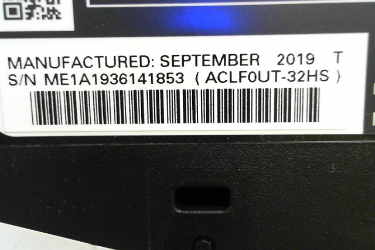 MANUFACTURED: SEPTEMBER 2019 T
S/N ME1A1936141853 ( ACLF0UT-32HS )